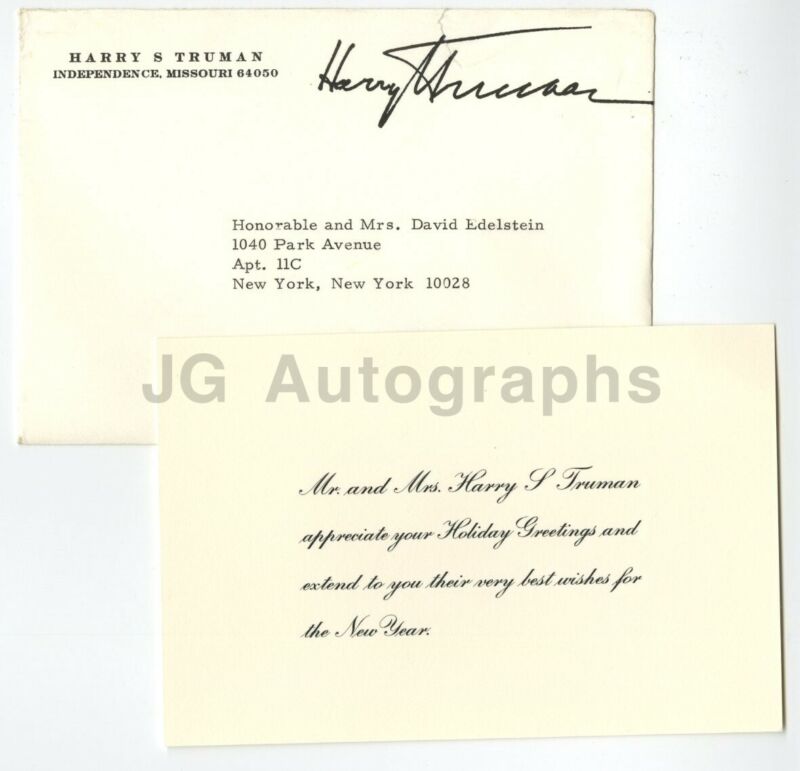 HARRY S TRUMAN
INDEPENDENCE, MISSOURI 64050
Harry S Truman
Honorable and Mrs. David Edelstein
1040 Park Avenue
Apt. 11C
New York, New York 10028
JG Autographs
Mr. and Mrs. Harry S Truman
appreciate your Holiday Greetings and
extend to you their very best wishes for
the New Year.